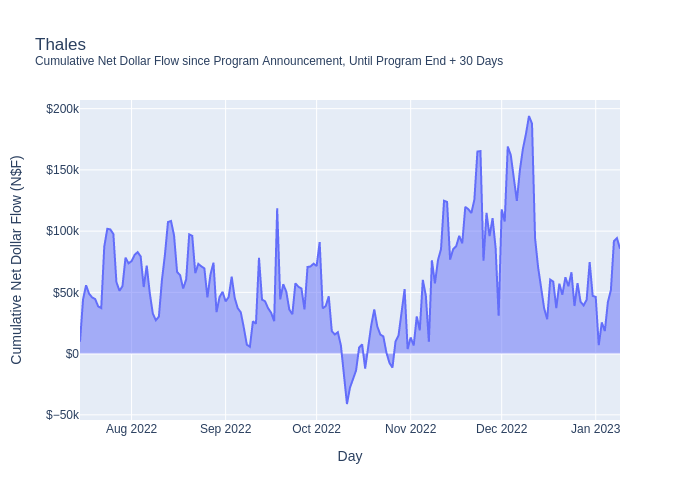 Thales
Cumulative Net Dollar Flow since Program Announcement, Until Program End + 30 Days
Cumulative Net Dollar Flow (N$F)
$200k
$150k
$100k
$50k
$0
$−50k
Aug 2022 Sep 2022 Oct 2022 Nov 2022 Dec 2022 Jan 2023
Day